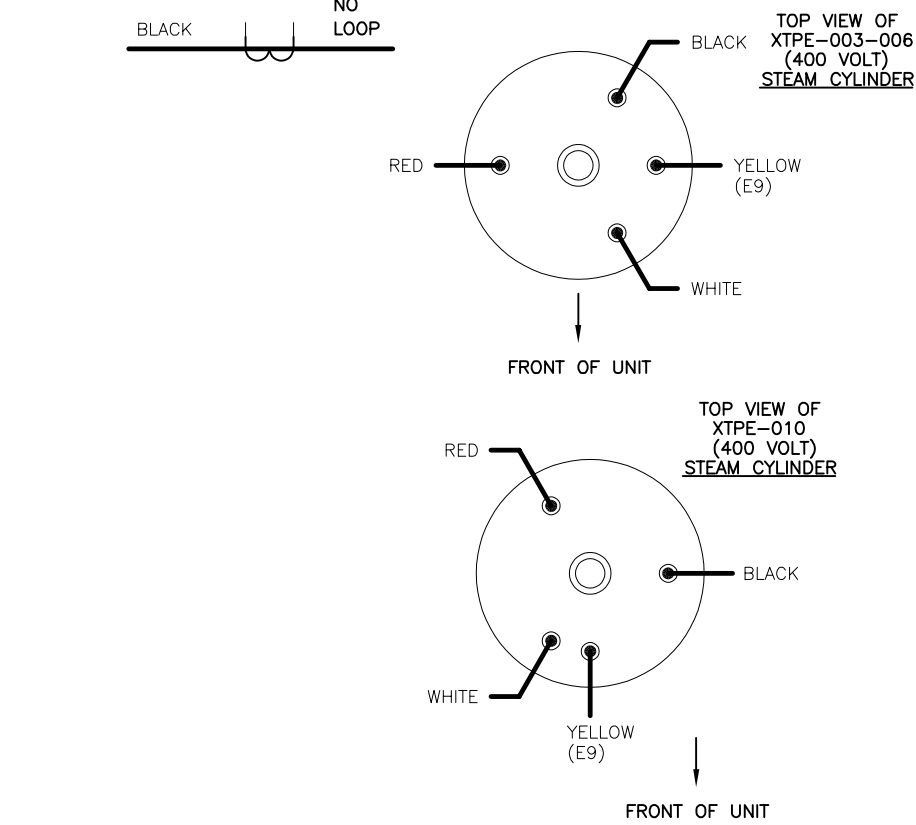 NO
LOOP
BLACK
TOP VIEW OF
XTPE-003-006
(400 VOLT)
STEAM CYLINDER
BLACK
RED
YELLOW
(E9)
WHITE
FRONT OF UNIT
TOP VIEW OF
XTPE-010
(400 VOLT)
STEAM CYLINDER
RED
BLACK
WHITE
YELLOW
(E9)
FRONT OF UNIT